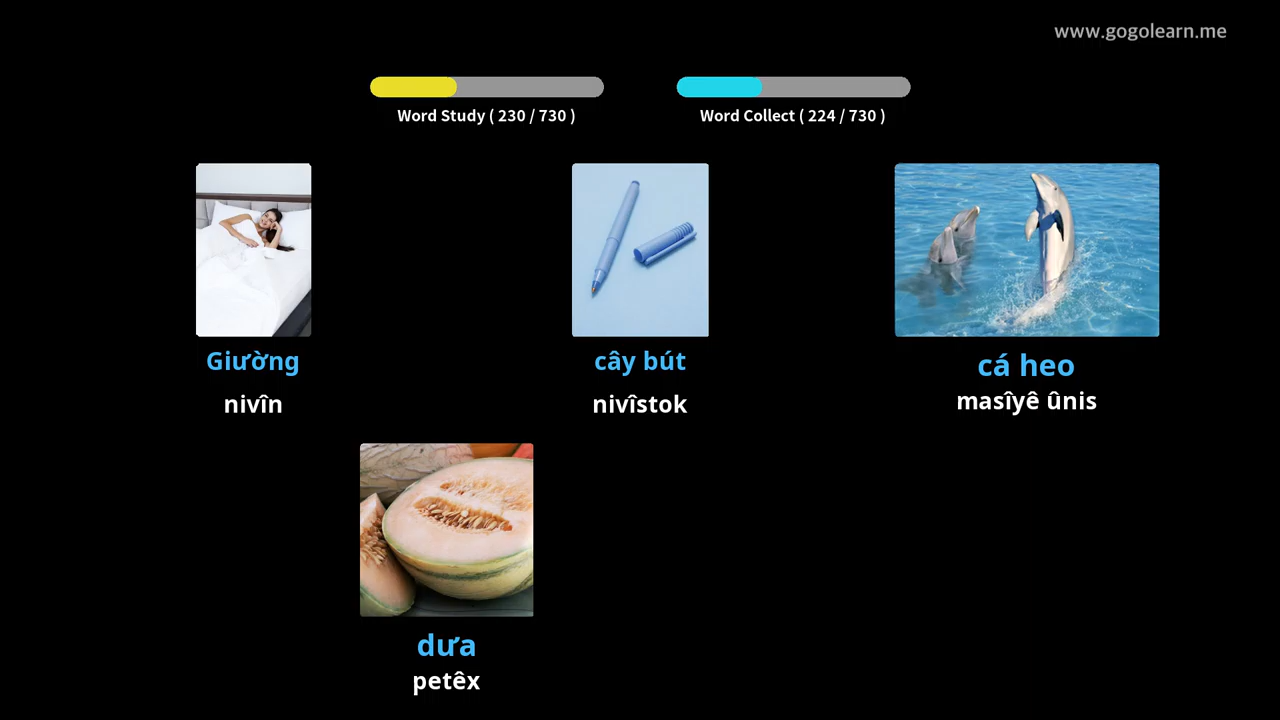 www.gogolearn.me
Word Study ( 230 / 730 )
Word Collect ( 224 / 730 )
Giường
nivîn
cây bút
nivîstok
cá heo
masîyê ûnis
dưa
petêx